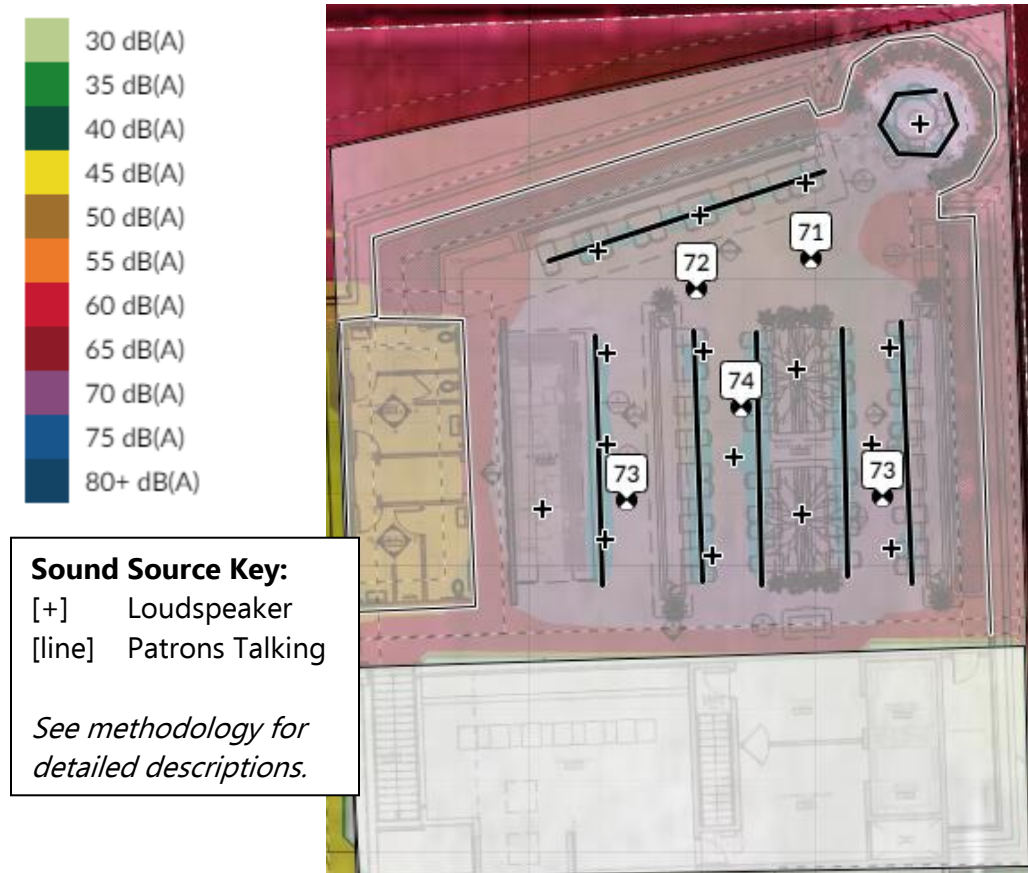 30 dB(A)
35 dB(A)
40 dB(A)
45 dB(A)
50 dB(A)
55 dB(A)
60 dB(A)
65 dB(A)
70 dB(A)
75 dB(A)
80+ dB(A)
71
72
74
73
73
Sound Source Key:
[+] Loudspeaker
[line] Patrons Talking
See methodology for
detailed descriptions.